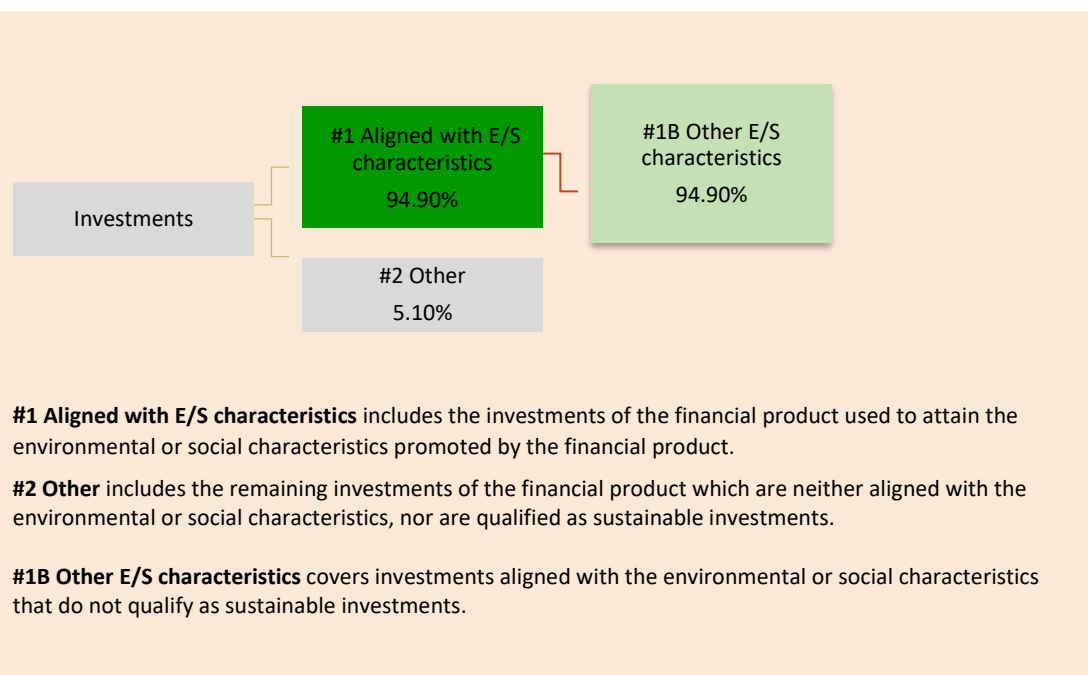 #1 Aligned with E/S
characteristics
94.90%
#1B Other E/S
characteristics
94.90%
Investments
#2 Other
5.10%
#1 Aligned with E/S characteristics includes the investments of the financial product used to attain the
environmental or social characteristics promoted by the financial product.
#2 Other includes the remaining investments of the financial product which are neither aligned with the
environmental or social characteristics, nor are qualified as sustainable investments.
#1B Other E/S characteristics covers investments aligned with the environmental or social characteristics
that do not qualify as sustainable investments.